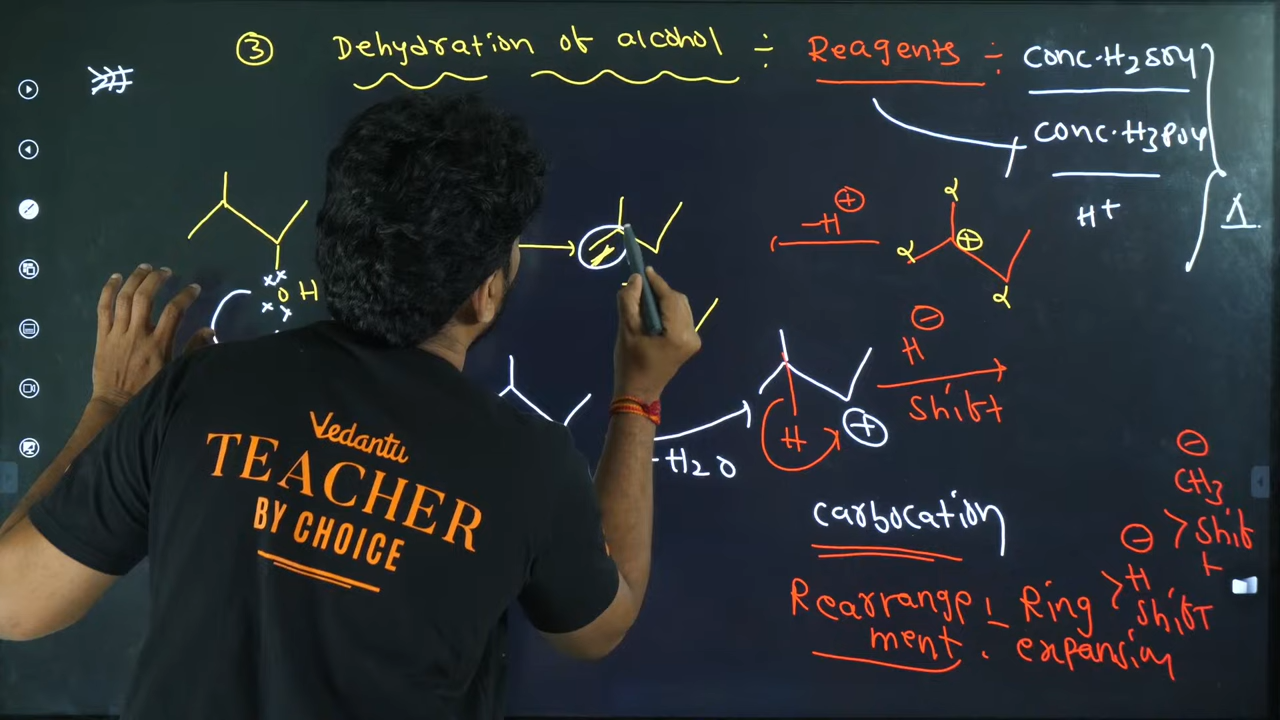 ③ Dehydration of alcohol ÷ Reagents ÷ conc.H2SO4
conc.H3PO4
H+ Δ
OH
-H⊕
α
α ⊕
α
H⊖
shift
H ⊕
-H2O
carbocation
Rearrangement :- Ring expansion > H⊖ shift > CH3⊖ shift
Vedantu
TEACHER
BY CHOICE